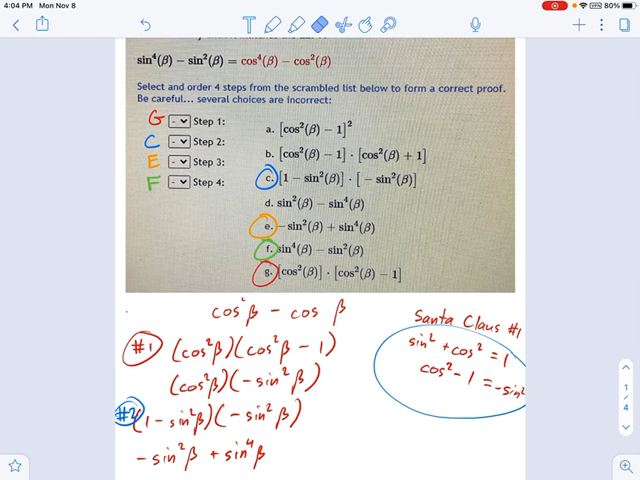 4:04 PM Mon Nov 8
VPN 80%
sin⁴(β) − sin²(β) = cos⁴(β) − cos²(β)
Select and order 4 steps from the scrambled list below to form a correct proof.
Be careful... several choices are incorrect:
G - Step 1:
C - Step 2:
E - Step 3:
F - Step 4:
a. [cos²(β) − 1]²
b. [cos²(β) − 1] · [cos²(β) + 1]
c. [1 − sin²(β)] · [ − sin²(β)]
d. sin²(β) − sin⁴(β)
e. −sin²(β) + sin⁴(β)
f. sin⁴(β) − sin²(β)
g. [cos²(β)] · [cos²(β) − 1]
cos² β − cos β
#1 (cos²β)(cos²β − 1)
(cos²β)(−sin²β)
#2 (1 − sin²β)(−sin²β)
−sin²β + sin⁴β
Santa Claus #1
sin² + cos² = 1
cos² − 1 = −sin²
1
4